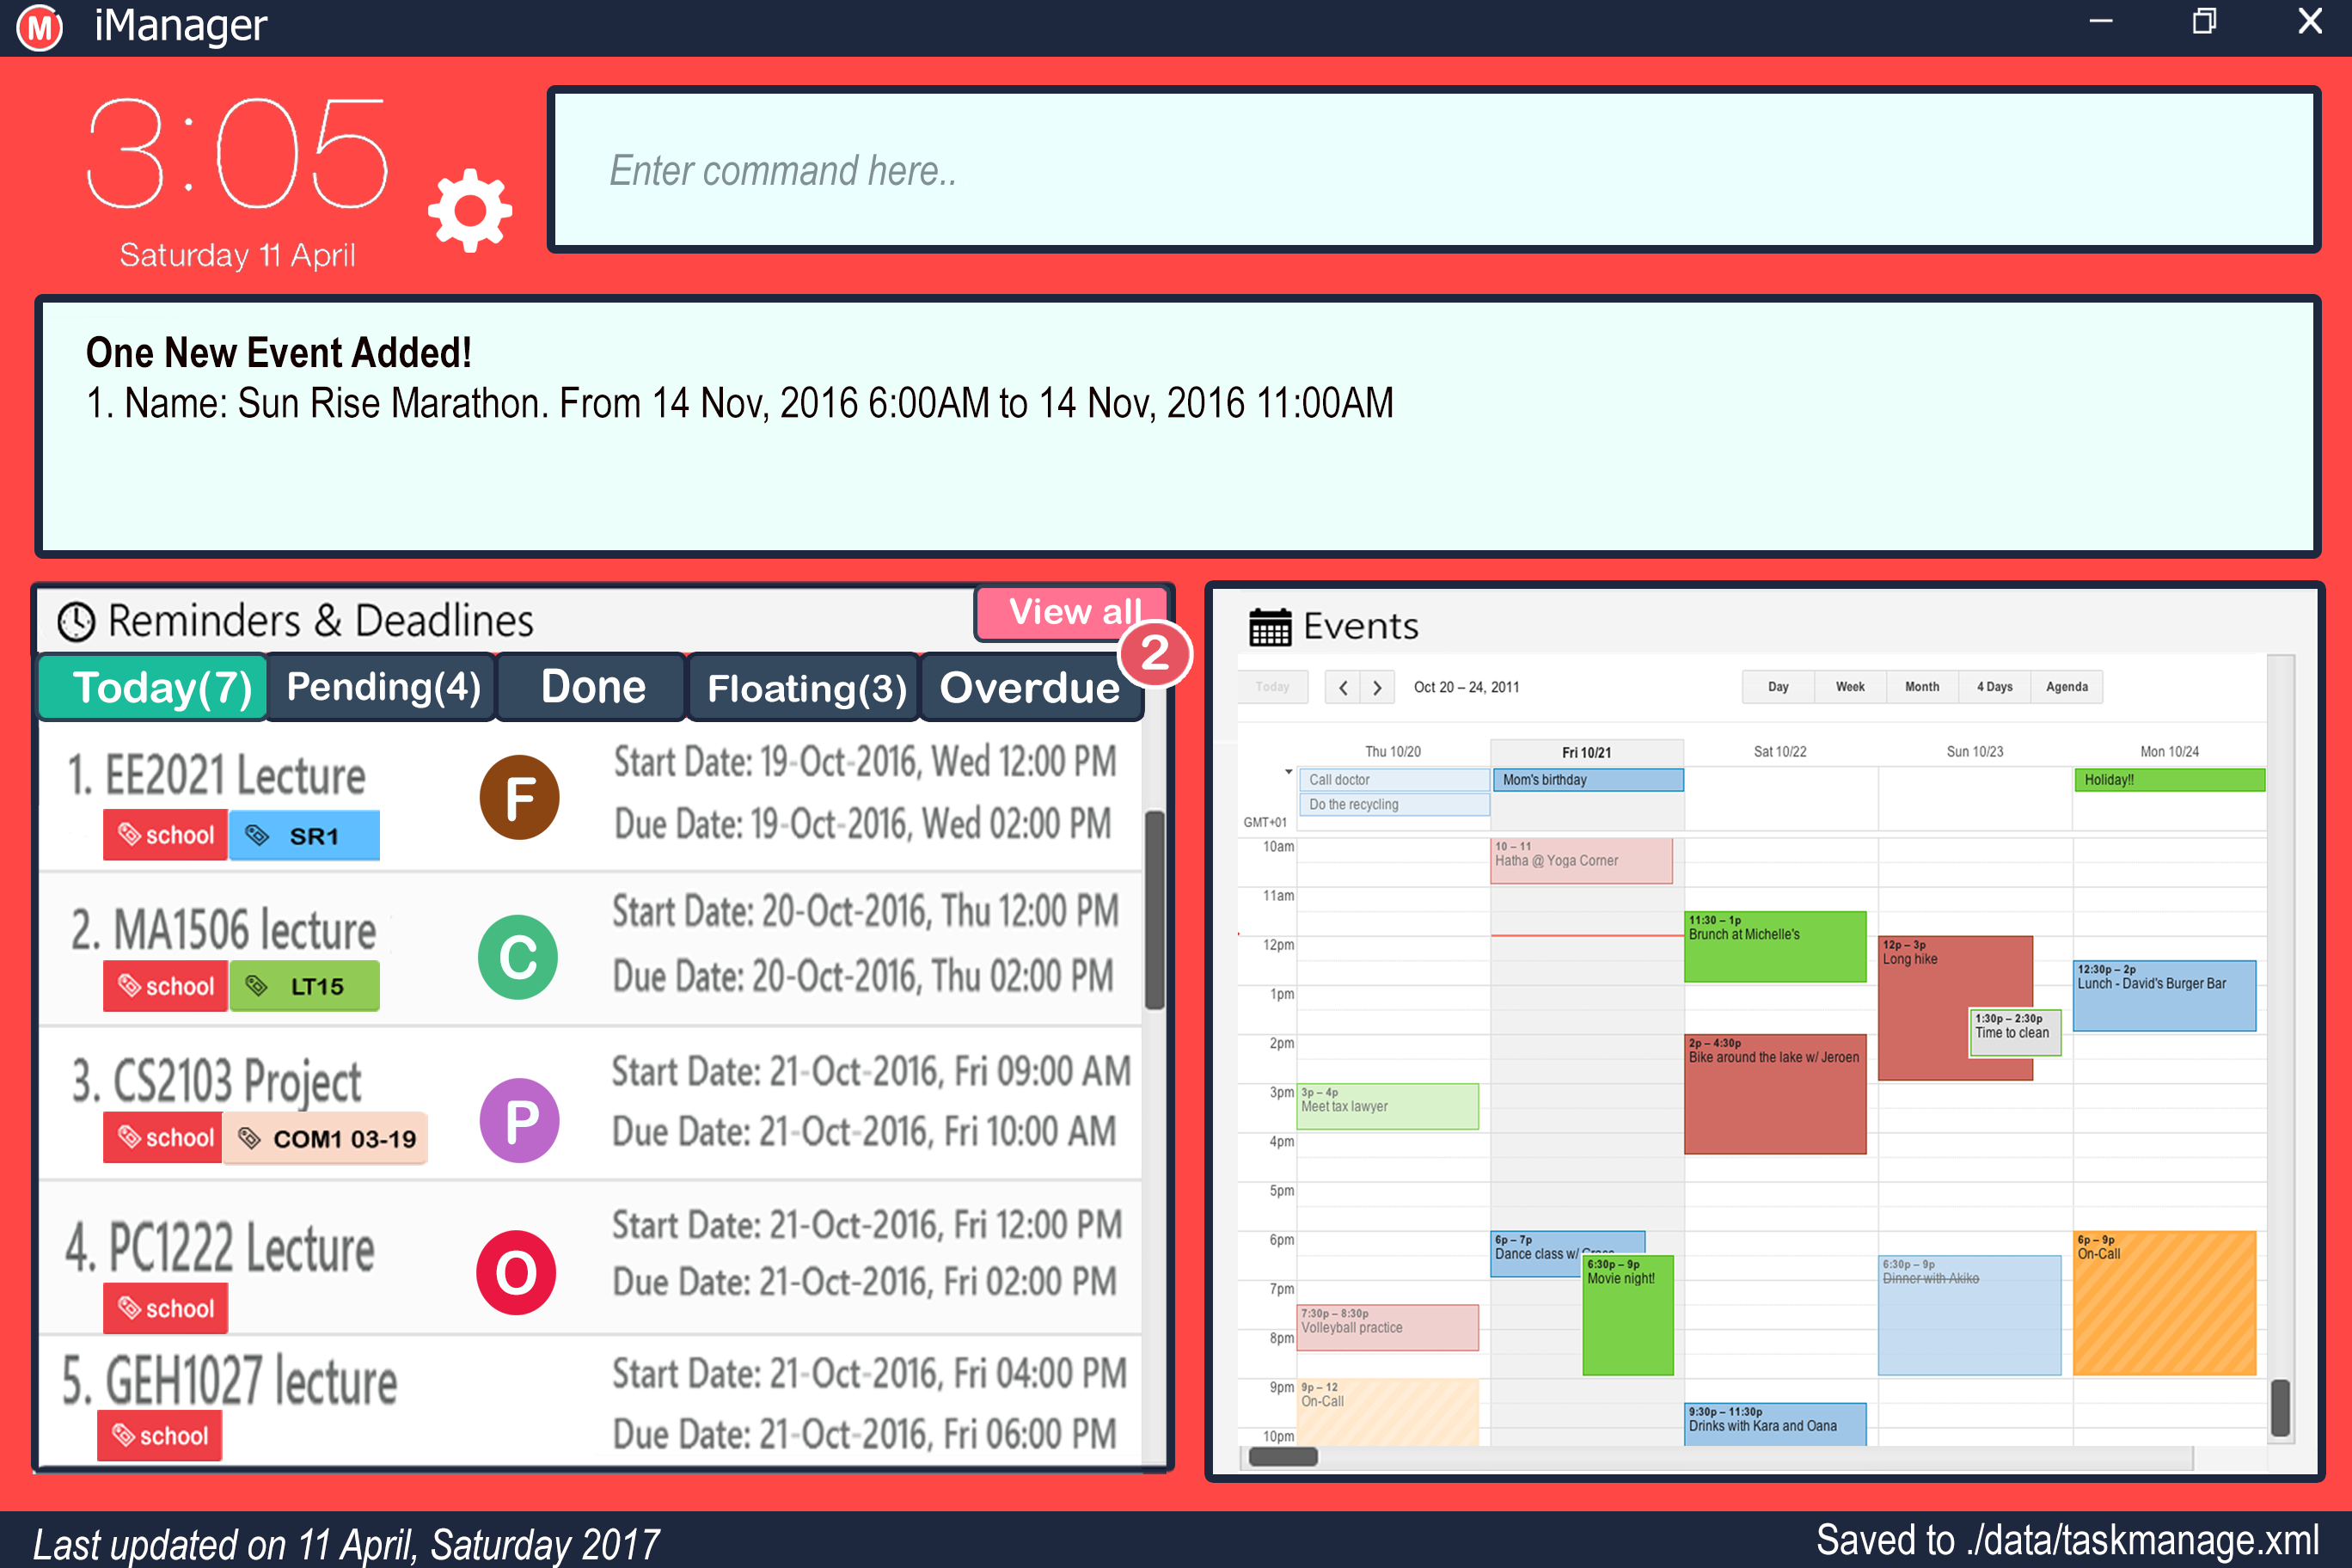 M iManager
3:05
Saturday 11 April
Enter command here..
One New Event Added!
1. Name: Sun Rise Marathon. From 14 Nov, 2016 6:00AM to 14 Nov, 2016 11:00AM
Reminders & Deadlines
View all
2
Today(7) Pending(4) Done Floating(3) Overdue
1. EE2021 Lecture
school SR1
F
Start Date: 19-Oct-2016, Wed 12:00 PM
Due Date: 19-Oct-2016, Wed 02:00 PM
2. MA1506 lecture
school LT15
C
Start Date: 20-Oct-2016, Thu 12:00 PM
Due Date: 20-Oct-2016, Thu 02:00 PM
3. CS2103 Project
school COM1 03-19
P
Start Date: 21-Oct-2016, Fri 09:00 AM
Due Date: 21-Oct-2016, Fri 10:00 AM
4. PC1222 Lecture
school
O
Start Date: 21-Oct-2016, Fri 12:00 PM
Due Date: 21-Oct-2016, Fri 02:00 PM
5. GEH1027 lecture
school
Start Date: 21-Oct-2016, Fri 04:00 PM
Due Date: 21-Oct-2016, Fri 06:00 PM
Events
Today Oct 20 – 24, 2011 Day Week Month 4 Days Agenda
Thu 10/20 Fri 10/21 Sat 10/22 Sun 10/23 Mon 10/24
Call doctor Mom's birthday Holiday!!
Do the recycling
GMT+01
10am
11am
12pm
1pm
2pm
3pm
4pm
5pm
6pm
7pm
8pm
9pm
10pm
3p – 4p
Meet tax lawyer
7:30p – 8:30p
Volleyball practice
9p – 12
On-Call
10 – 11
Hatha @ Yoga Corner
6p – 7p
Dance class w/
6:30p – 9p
Movie night!
11:30 – 1p
Brunch at Michelle's
2p – 4:30p
Bike around the lake w/ Jeroen
9:30p – 11:30p
Drinks with Kara and Oana
12p – 3p
Long hike
1:30p – 2:30p
Time to clean
6:30p – 9p
Dinner with Akiko
12:30p – 2p
Lunch - David's Burger Bar
6p – 9p
On-Call
Last updated on 11 April, Saturday 2017
Saved to ./data/taskmanage.xml